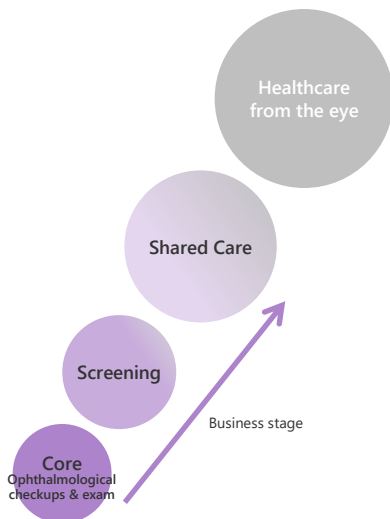 Healthcare
from the eye
Shared Care
Screening
Business stage
Core
Ophthalmological
checkups & exam